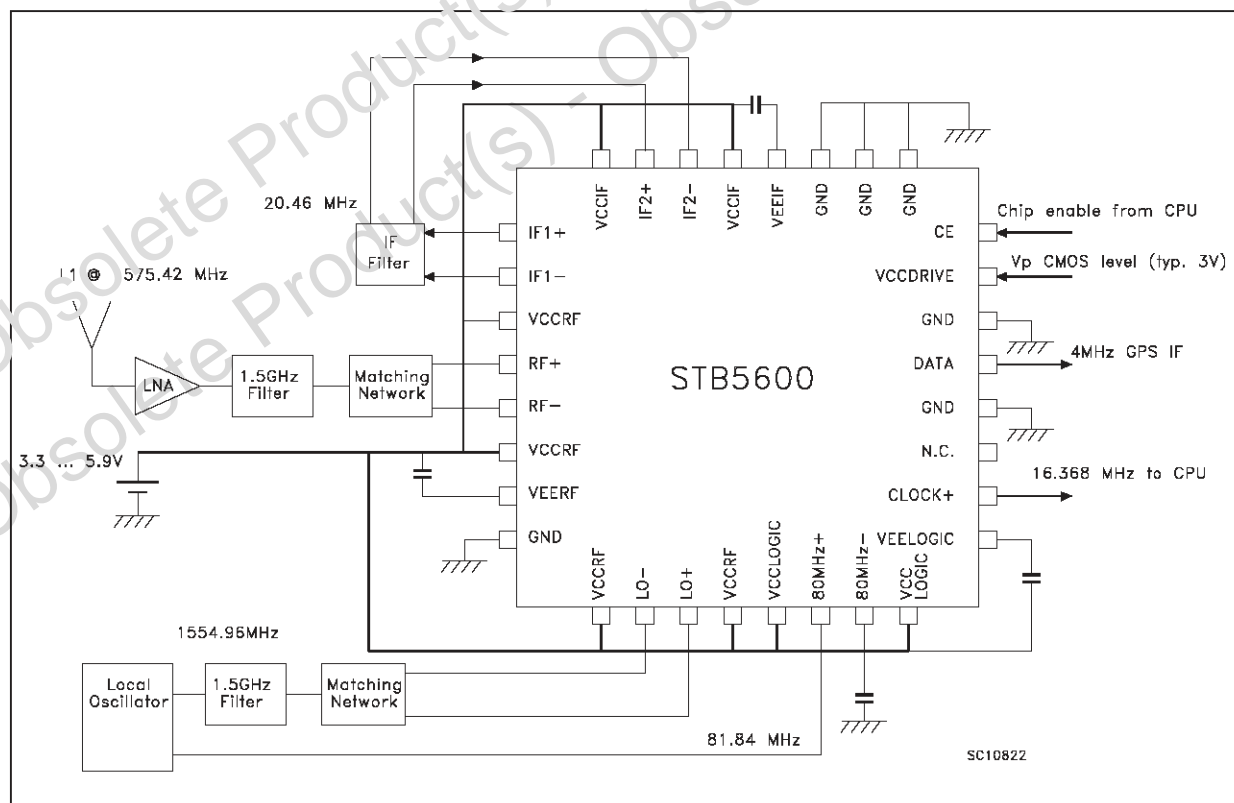 Obsolete Product(s) - Obso
Obsolete Product(s)
20.46 MHz
IF
Filter
L1 @ 575.42 MHz
LNA
1.5GHz
Filter
Matching
Network
3.3 ... 5.9V
VCCIF
IF2+
IF2-
VCCIF
VEEIF
GND
GND
GND
IF1+
IF1-
VCCRF
RF+
RF-
VCCRF
VEERF
GND
STB5600
CE
VCCDRIVE
GND
DATA
GND
N.C.
CLOCK+
VEELOGIC
Chip enable from CPU
Vp CMOS level (typ. 3V)
4MHz GPS IF
16.368 MHz to CPU
VCCRF
LO-
LO+
VCCRF
VCCLOGIC
80MHz+
80MHz-
VCC
LOGIC
1554.96MHz
Local
Oscillator
1.5GHz
Filter
Matching
Network
81.84 MHz
SC10822